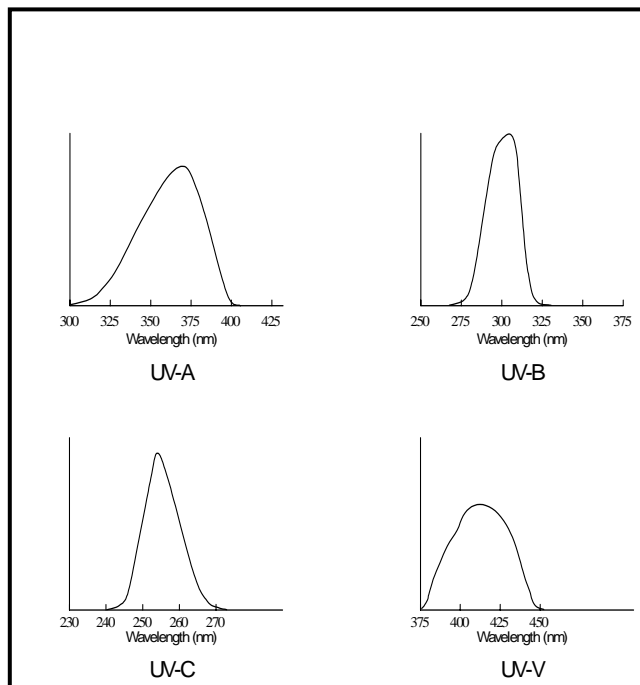 300 325 350 375 400 425
Wavelength (nm)
UV-A
250 275 300 325 350 375
Wavelength (nm)
UV-B
230 240 250 260 270
Wavelength (nm)
UV-C
375 400 425 450
Wavelength (nm)
UV-V